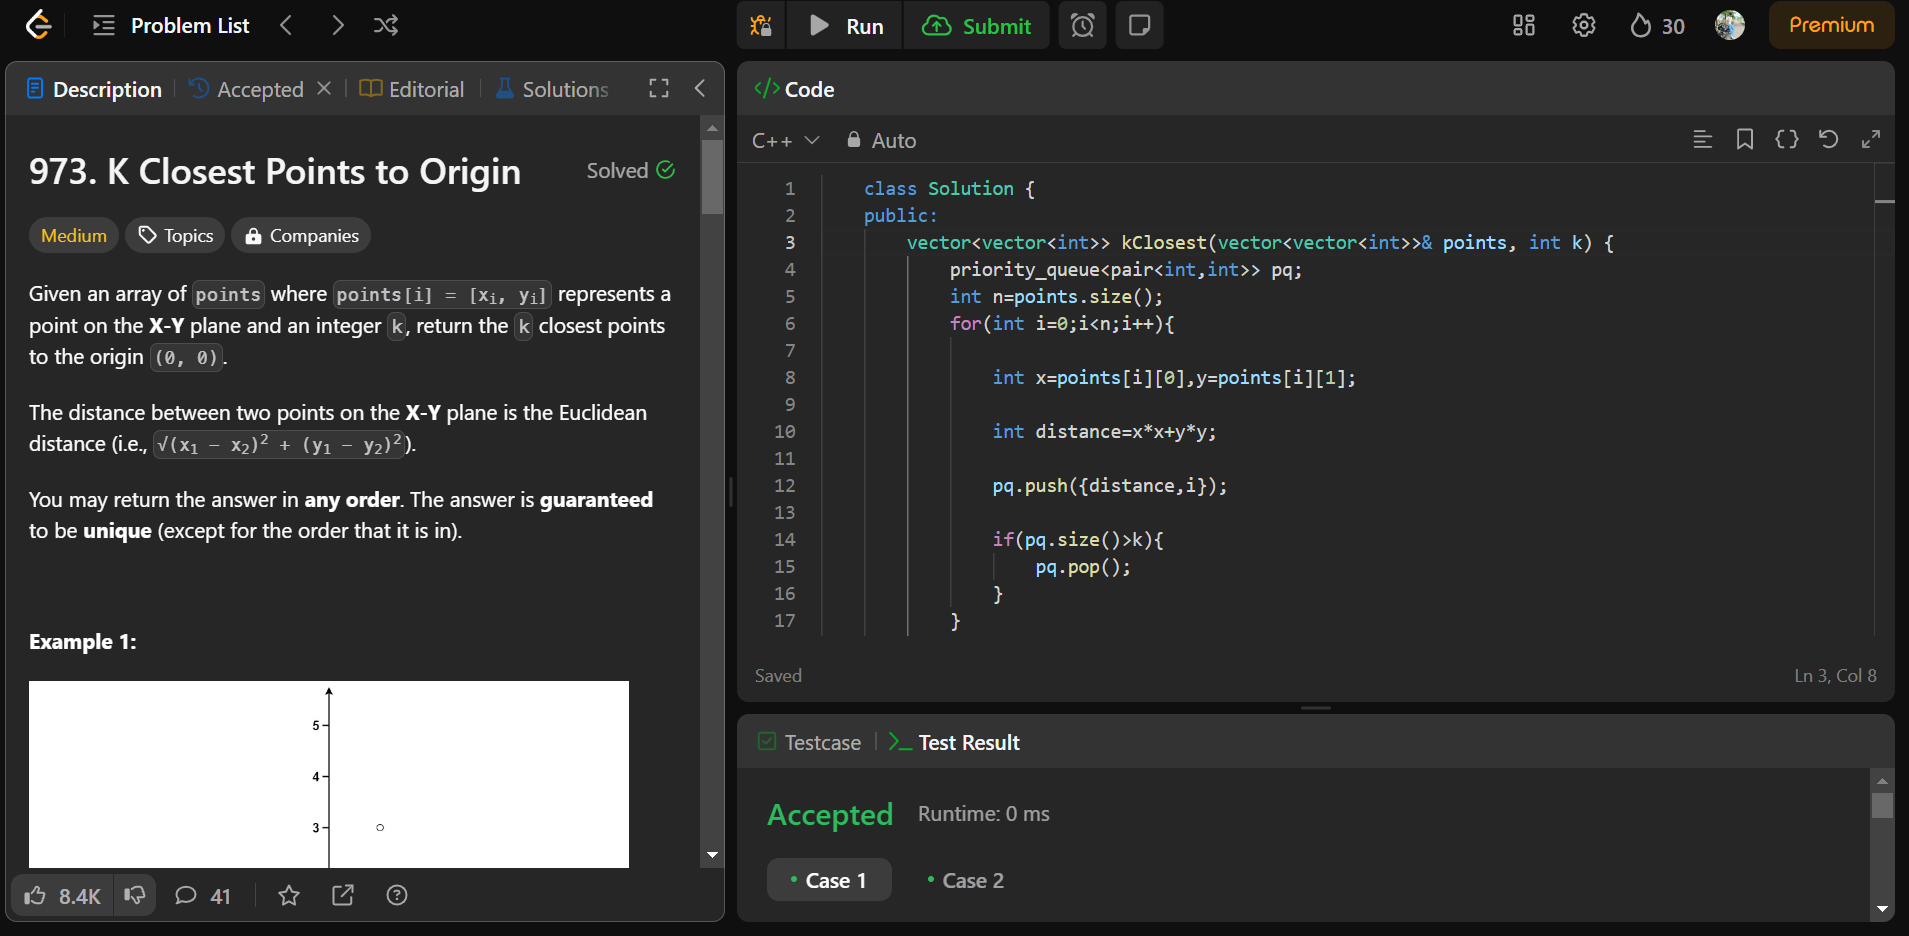 Problem List
Run
Submit
30
Premium
Description
Accepted
Editorial
Solutions
973. K Closest Points to Origin
Solved
Medium
Topics
Companies
Given an array of points where points[i] = [xᵢ, yᵢ] represents a
point on the X-Y plane and an integer k, return the k closest points
to the origin (0, 0).
The distance between two points on the X-Y plane is the Euclidean
distance (i.e., √(x₁ − x₂)² + (y₁ − y₂)²).
You may return the answer in any order. The answer is guaranteed
to be unique (except for the order that it is in).
Example 1:
5
4
3
8.4K
41
</> Code
C++
Auto
1 class Solution {
2 public:
3 vector<vector<int>> kClosest(vector<vector<int>>& points, int k) {
4 priority_queue<pair<int,int>> pq;
5 int n=points.size();
6 for(int i=0;i<n;i++){
7
8 int x=points[i][0],y=points[i][1];
9
10 int distance=x*x+y*y;
11
12 pq.push({distance,i});
13
14 if(pq.size()>k){
15 pq.pop();
16 }
17 }
Saved
Ln 3, Col 8
Testcase
Test Result
Accepted
Runtime: 0 ms
Case 1
Case 2